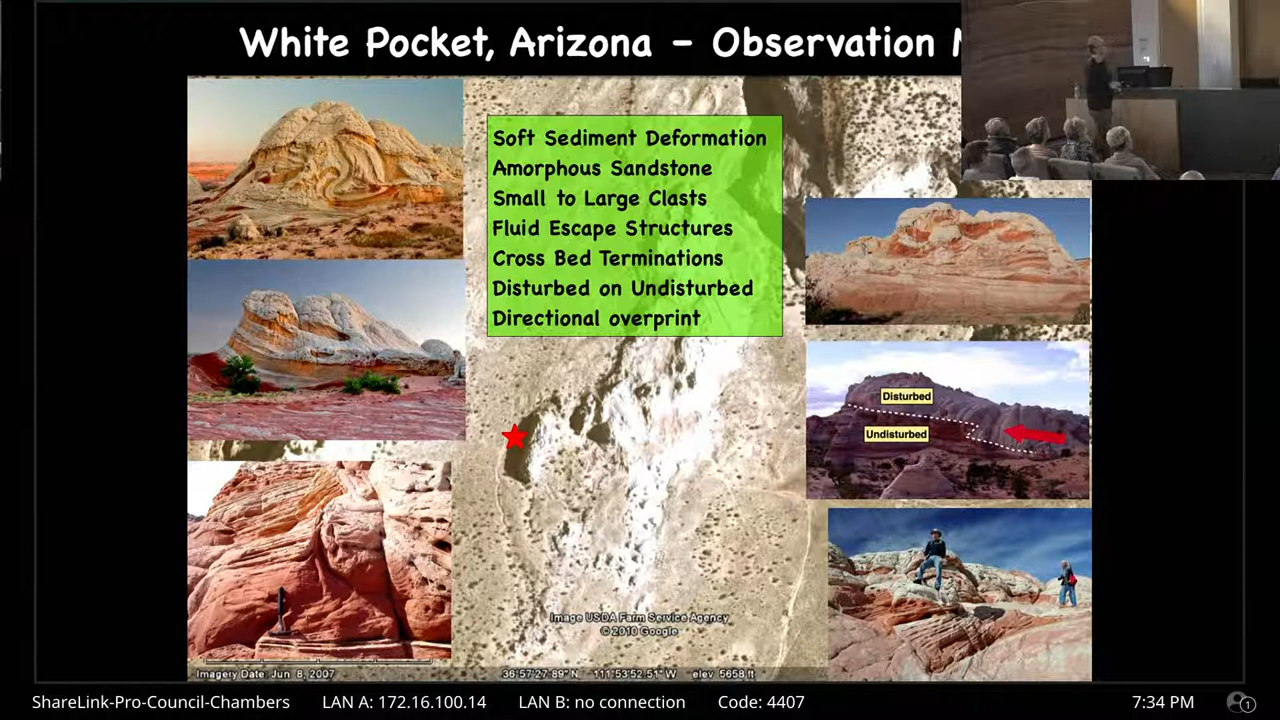 White Pocket, Arizona – Observation
Soft Sediment Deformation
Amorphous Sandstone
Small to Large Clasts
Fluid Escape Structures
Cross Bed Terminations
Disturbed on Undisturbed
Directional overprint
Disturbed
Undisturbed
Image USDA Farm Service Agency
© 2010 Google
Imagery Date: Jun 8, 2007
36°57'27.89" N
-111°53'52.51" W
elev 5658 ft
ShareLink-Pro-Council-Chambers
LAN A: 172.16.100.14
LAN B: no connection
Code: 4407
7:34 PM
1